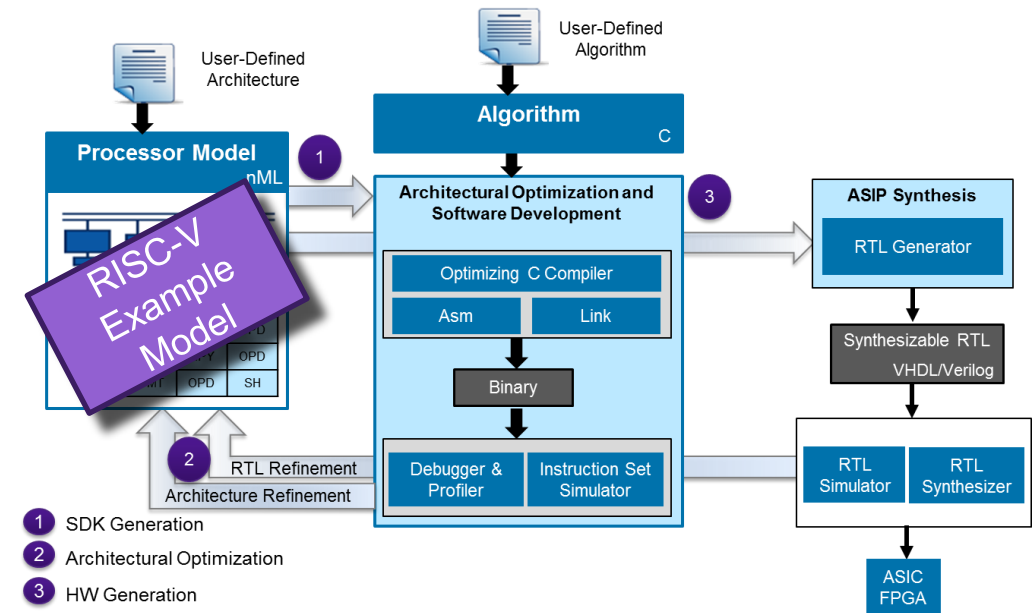 User-Defined
Architecture
User-Defined
Algorithm
Algorithm
C
Processor Model
nML
1
Architectural Optimization and
Software Development
3
ASIP Synthesis
RTL Generator
RISC-V
Example
Model
OPD
SH
OPD
Optimizing C Compiler
Asm
Link
Binary
Synthesizable RTL
VHDL/Verilog
2
RTL Refinement
Architecture Refinement
Debugger &
Profiler
Instruction Set
Simulator
RTL
Simulator
RTL
Synthesizer
1 SDK Generation
2 Architectural Optimization
3 HW Generation
ASIC
FPGA